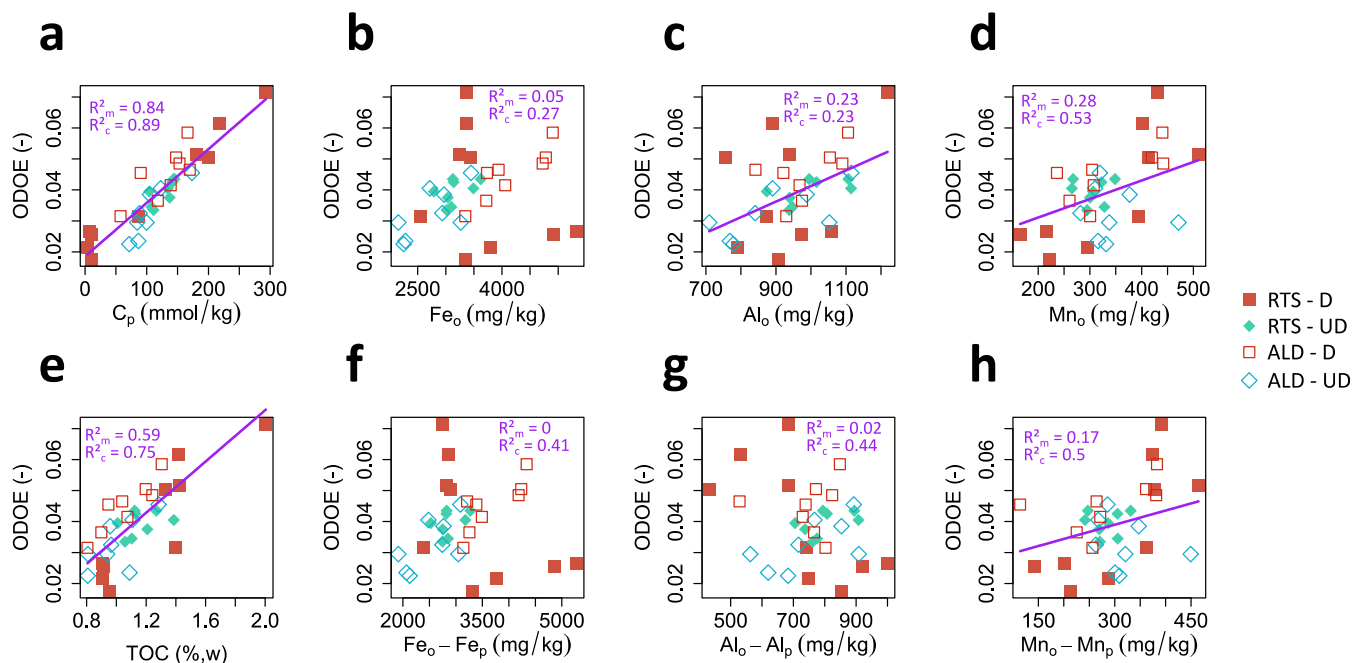 a
R²m = 0.84
R²c = 0.89
ODOE (-)
0.02 0.04 0.06
0 100 200 300
Cp (mmol/kg)
b
R²m = 0.05
R²c = 0.27
ODOE (-)
0.02 0.04 0.06
2500 4000
Feo (mg/kg)
c
R²m = 0.23
R²c = 0.23
ODOE (-)
0.02 0.04 0.06
700 900 1100
Alo (mg/kg)
d
R²m = 0.28
R²c = 0.53
ODOE (-)
0.02 0.04 0.06
200 300 400 500
Mno (mg/kg)
RTS - D
RTS - UD
ALD - D
ALD - UD
e
R²m = 0.59
R²c = 0.75
ODOE (-)
0.02 0.04 0.06
0.8 1.2 1.6 2.0
TOC (%,w)
f
R²m = 0
R²c = 0.41
ODOE (-)
0.02 0.04 0.06
2000 3500 5000
Feo – Fep (mg/kg)
g
R²m = 0.02
R²c = 0.44
ODOE (-)
0.02 0.04 0.06
500 700 900
Alo – Alp (mg/kg)
h
R²m = 0.17
R²c = 0.5
ODOE (-)
0.02 0.04 0.06
150 250 350 450
Mno – Mnp (mg/kg)